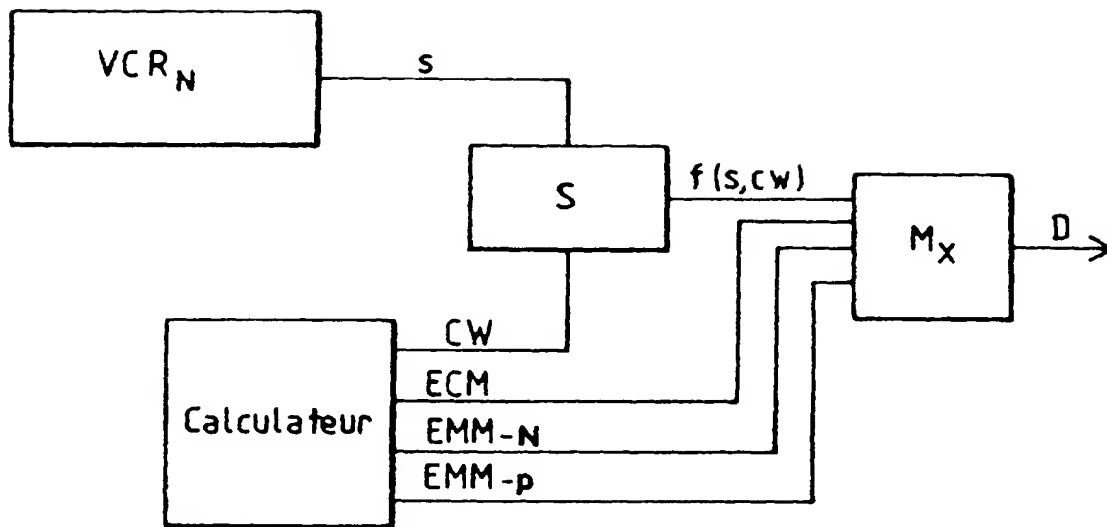 VCR_N
s
S
f(s,cw)
M_X
D
CW
ECM
Calculateur
EMM-N
EMM-p